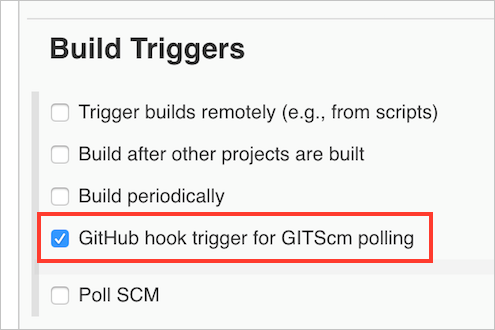 Build Triggers
Trigger builds remotely (e.g., from scripts)
Build after other projects are built
Build periodically
GitHub hook trigger for GITScm polling
Poll SCM